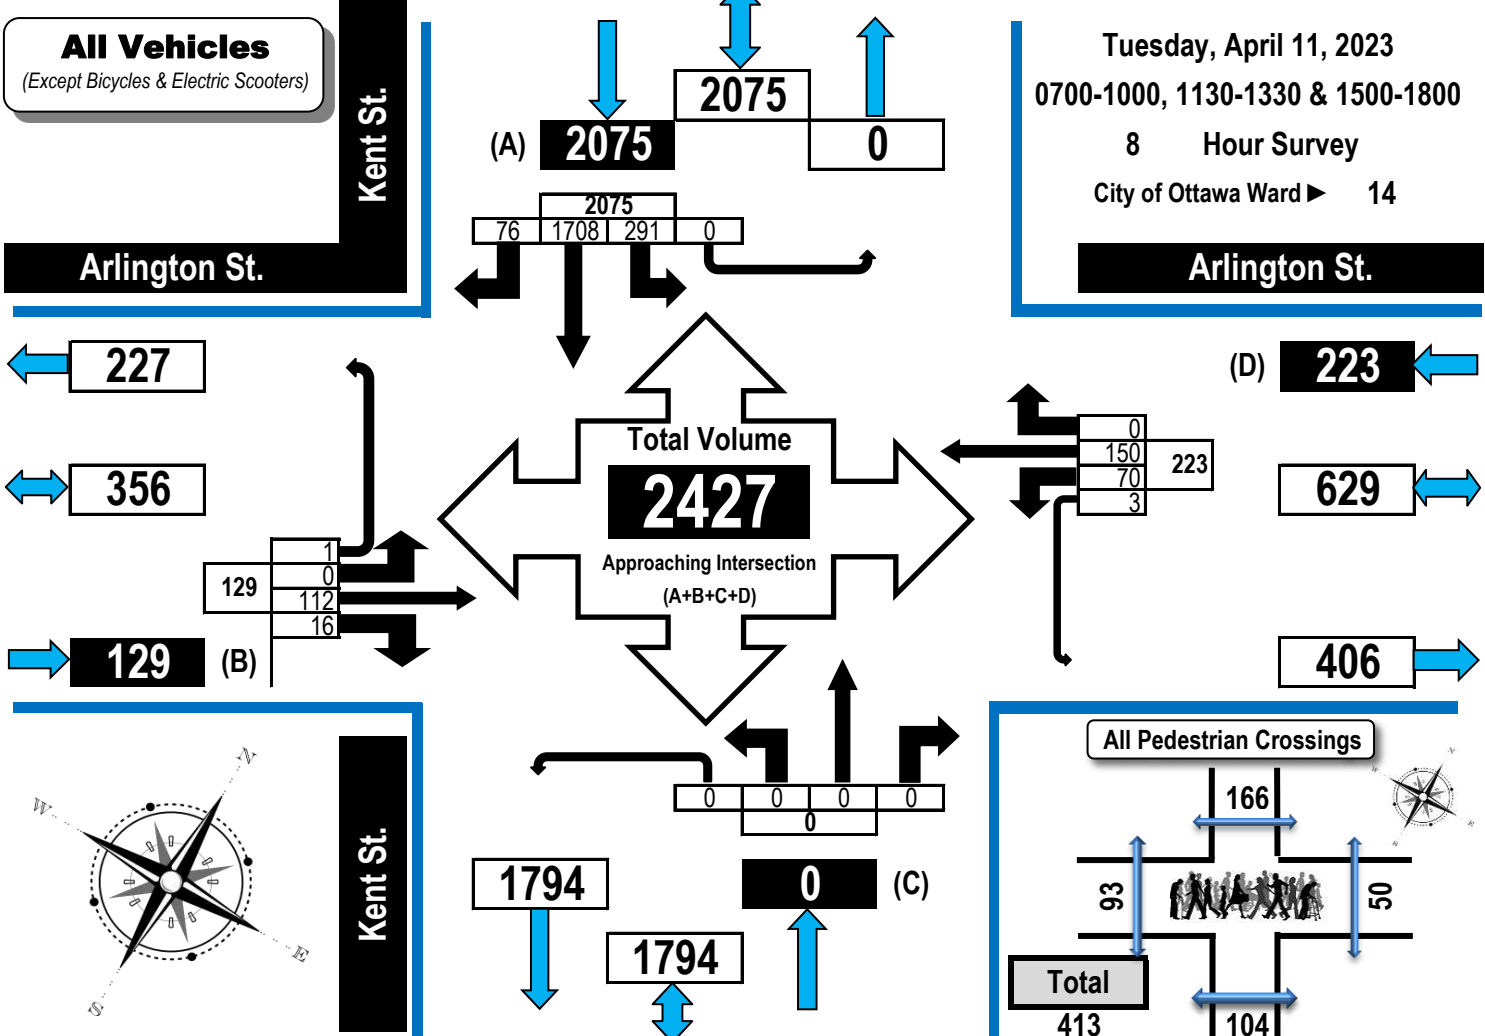 All Vehicles
(Except Bicycles & Electric Scooters)
Kent St.
Arlington St.
2075
(A) 2075
0
2075
76 1708 291 0
Tuesday, April 11, 2023
0700-1000, 1130-1330 & 1500-1800
8 Hour Survey
City of Ottawa Ward ► 14
Arlington St.
227
356
129
1
0
112
16
129 (B)
Total Volume
2427
Approaching Intersection
(A+B+C+D)
(D) 223
0
150
70
3
223
629
406
N
W
E
S
Kent St.
0 0 0 0
0
1794
0 (C)
1794
All Pedestrian Crossings
N
W
E
S
166
93
50
Total
413
104